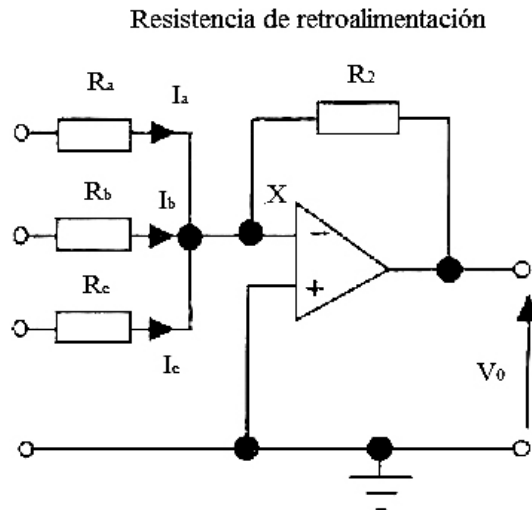 Resistencia de retroalimentación
Ra
Ia
R2
Rb
Ib
X
Rc
Ic
V0